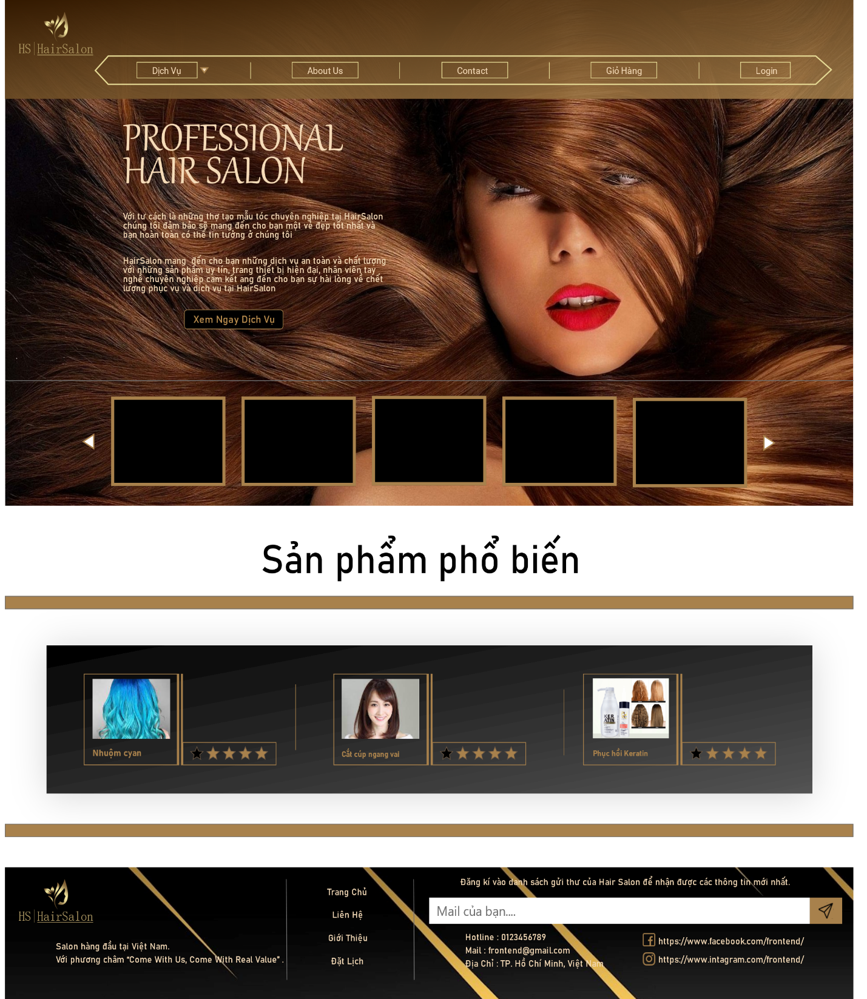 HS HairSalon
Dịch Vụ
About Us
Contact
Giỏ Hàng
Login
PROFESSIONAL
HAIR SALON
Với tư cách là những thợ tạo mẫu tóc chuyên nghiệp tại HairSalon
chúng tôi đảm bảo sẽ mang đến cho bạn một vẻ đẹp tốt nhất và
bạn hoàn toàn có thể tin tưởng ở chúng tôi
HairSalon mang đến cho bạn những dịch vụ an toàn và chất lượng
với những sản phẩm uy tín, trang thiết bị hiện đại, nhân viên tay
nghề chuyên nghiệp cam kết ang đến cho bạn sự hài lòng về chết
lượng phục vụ và dịch vụ tại HairSalon
Xem Ngay Dịch Vụ
Sản phẩm phổ biến
Nhuộm cyan
Cắt cúp ngang vai
KER
ATIN
Phục hồi Keratin
HS HairSalon
Salon hàng đầu tại Việt Nam.
Với phương châm “Come With Us, Come With Real Value” .
Trang Chủ
Liên Hệ
Giới Thiệu
Đặt Lịch
Đăng kí vào danh sách gửi thư của Hair Salon để nhận được các thông tin mới nhất.
Mail của bạn....
Hotline : 0123456789
Mail : frontend@gmail.com
Địa Chỉ : TP. Hồ Chí Minh, Việt Nam
https://www.facebook.com/frontend/
https://www.intagram.com/frontend/